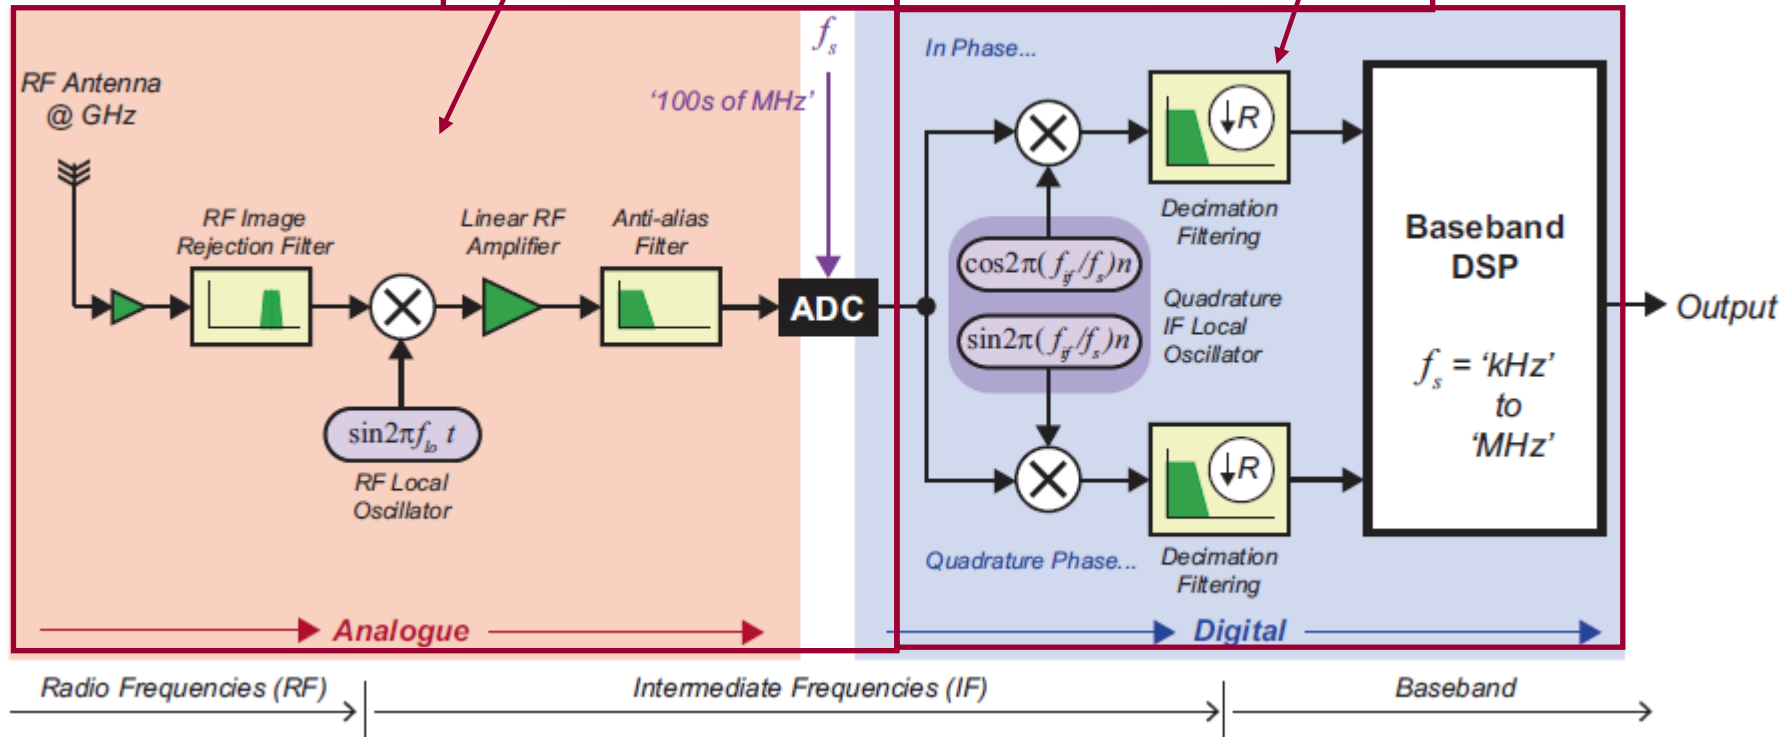 RF Antenna
@ GHz
RF Image
Rejection Filter
sin2πf_lo t
RF Local
Oscillator
Linear RF
Amplifier
Anti-alias
Filter
f_s
‘100s of MHz’
ADC
In Phase...
cos2π(f_if/f_s)n
sin2π(f_if/f_s)n
Quadrature
IF Local
Oscillator
↓R
Decimation
Filtering
Quadrature Phase...
↓R
Decimation
Filtering
Baseband
DSP
f_s = ‘kHz’
to
‘MHz’
Output
Analogue
Digital
Radio Frequencies (RF)
Intermediate Frequencies (IF)
Baseband